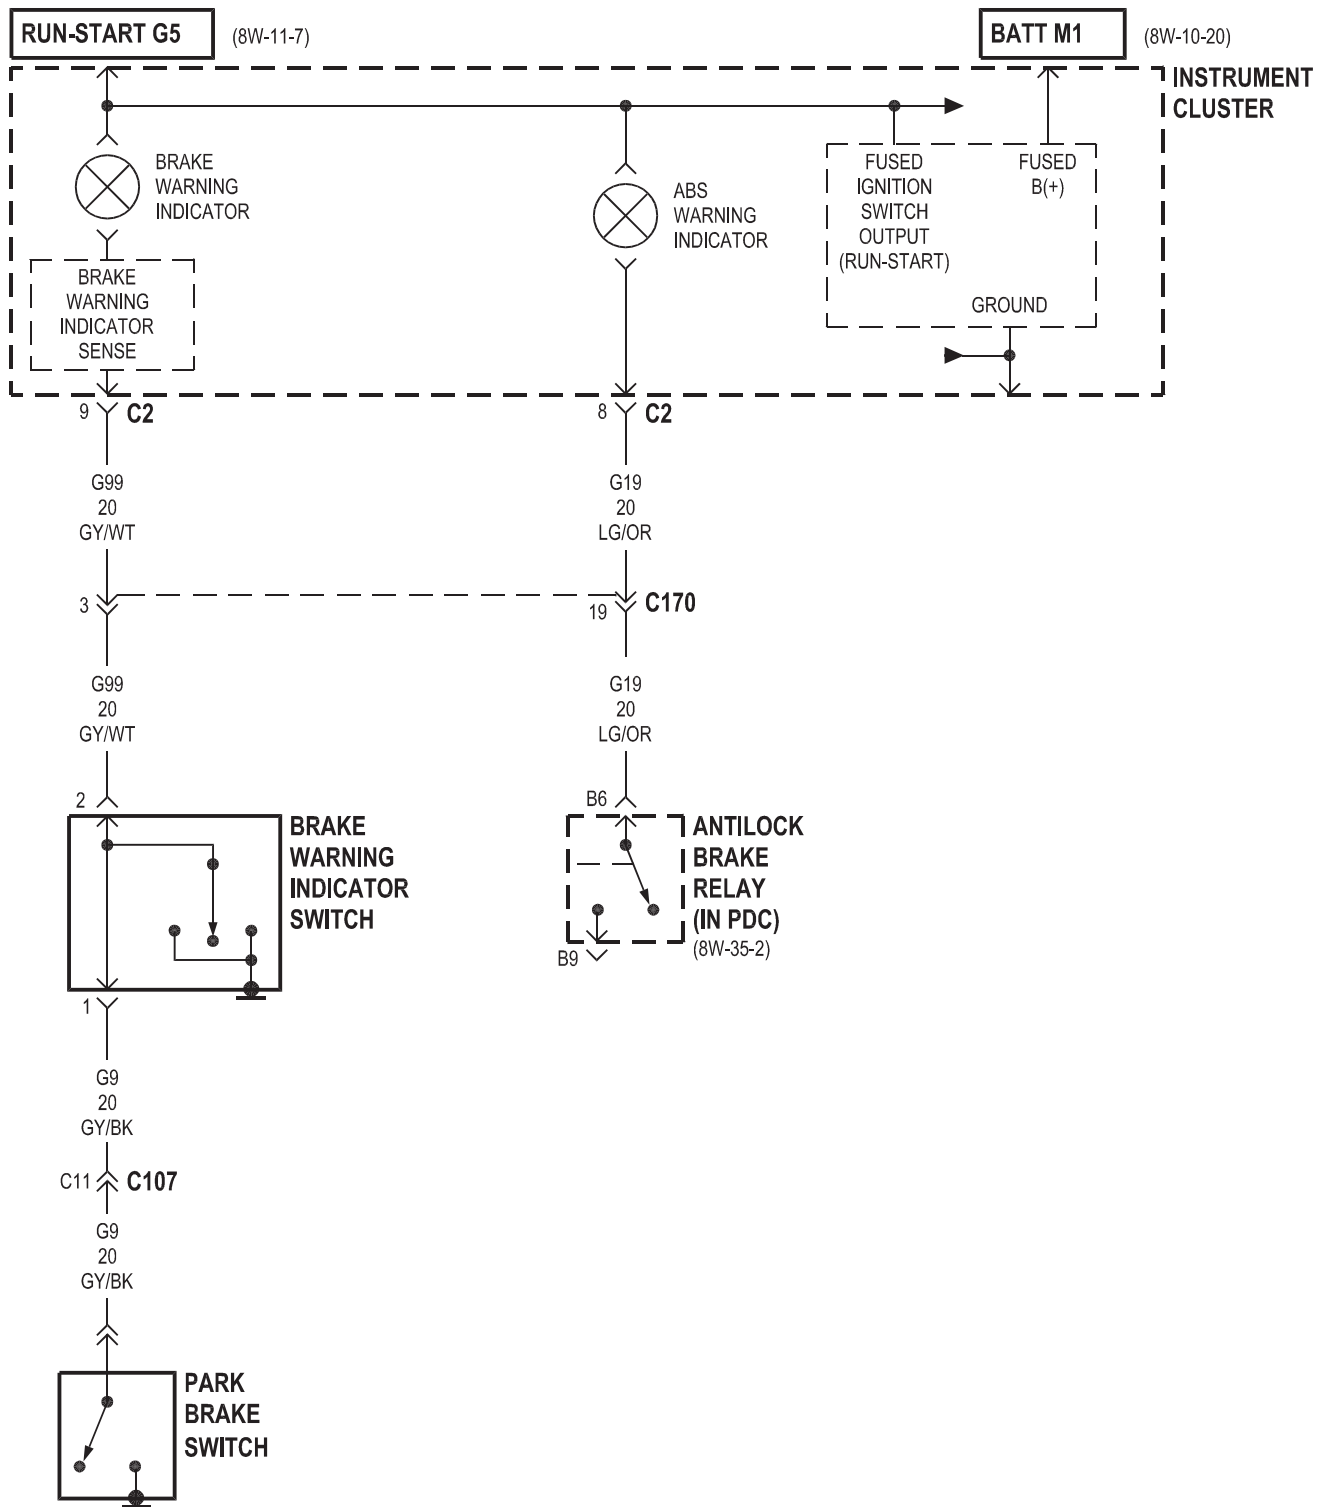 RUN-START G5 (8W-11-7)
BATT M1 (8W-10-20)
INSTRUMENT
CLUSTER
BRAKE
WARNING
INDICATOR
ABS
WARNING
INDICATOR
FUSED
IGNITION
SWITCH
OUTPUT
(RUN-START)
FUSED
B(+)
GROUND
BRAKE
WARNING
INDICATOR
SENSE
9 C2
8 C2
G99
20
GY/WT
G19
20
LG/OR
3
19 C170
G99
20
GY/WT
G19
20
LG/OR
2
B6
BRAKE
WARNING
INDICATOR
SWITCH
ANTILOCK
BRAKE
RELAY
(IN PDC)
(8W-35-2)
B9
1
G9
20
GY/BK
C11 C107
G9
20
GY/BK
PARK
BRAKE
SWITCH